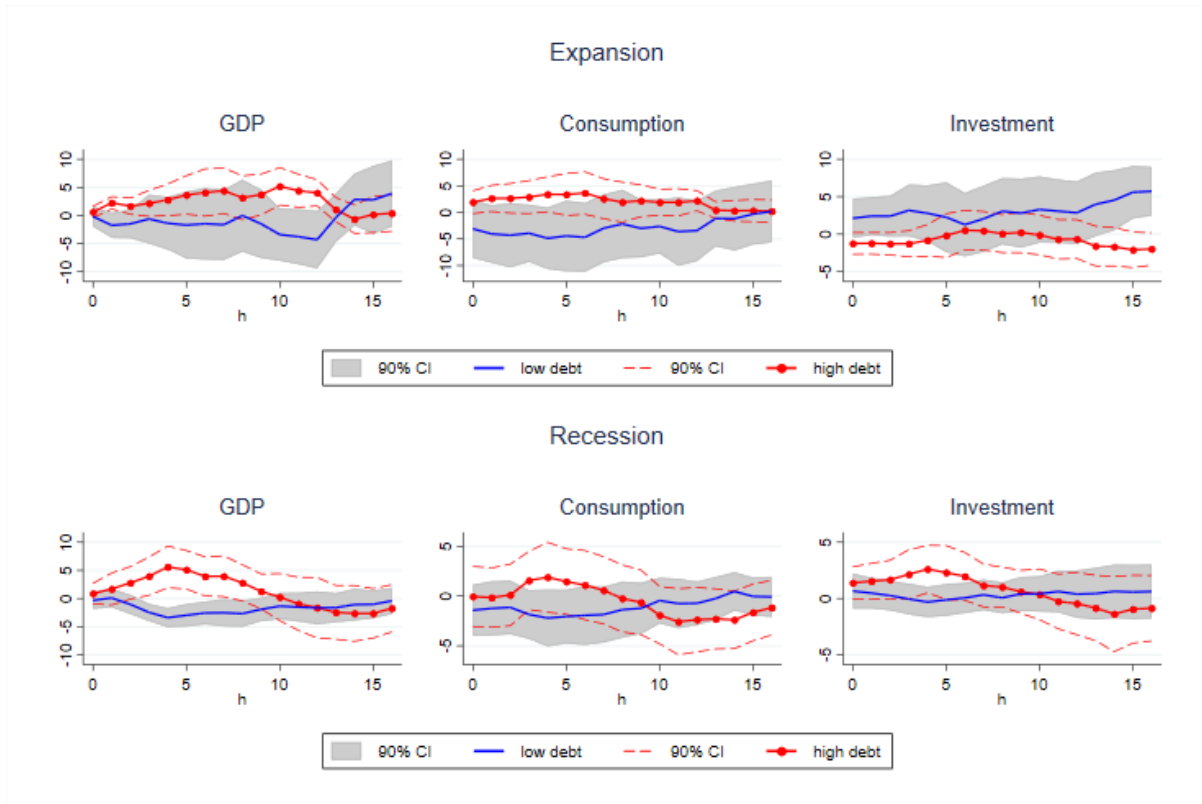 Expansion
GDP Consumption Investment
10 10 10
5 5 5
0 0 0
-5 -5 -5
-10 -10
0 5 10 15 0 5 10 15 0 5 10 15
h h h
90% CI low debt 90% CI high debt
Recession
GDP Consumption Investment
10 5 5
5 0 0
0 -5 -5
-5
-10
0 5 10 15 0 5 10 15 0 5 10 15
h h h
90% CI low debt 90% CI high debt